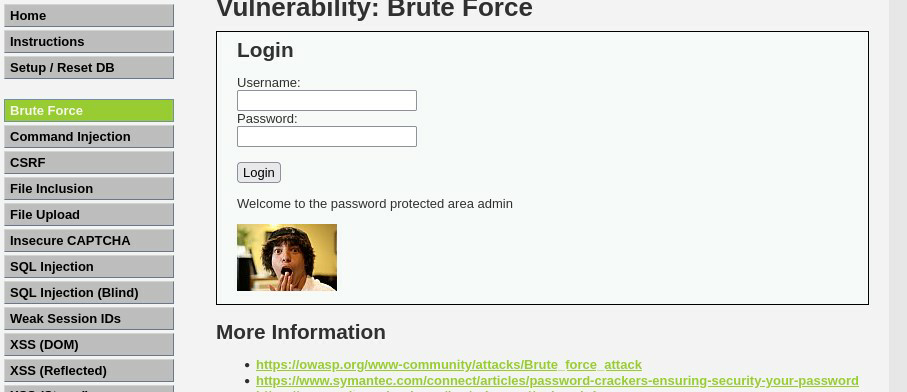 Vulnerability: Brute Force
Home
Instructions
Setup / Reset DB
Brute Force
Command Injection
CSRF
File Inclusion
File Upload
Insecure CAPTCHA
SQL Injection
SQL Injection (Blind)
Weak Session IDs
XSS (DOM)
XSS (Reflected)
Login
Username:
Password:
Login
Welcome to the password protected area admin
More Information
https://owasp.org/www-community/attacks/Brute_force_attack
https://www.symantec.com/connect/articles/password-crackers-ensuring-security-your-password